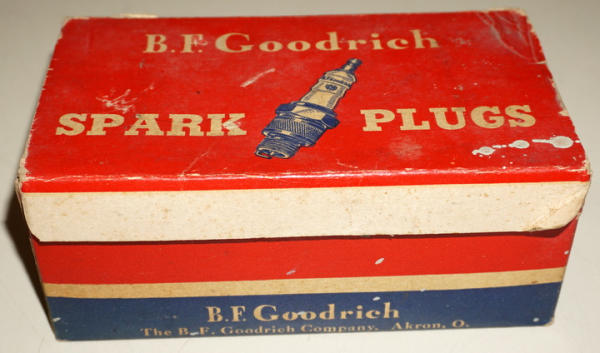 B.F. Goodrich
SPARK PLUGS
B.F. Goodrich
The B. F. Goodrich Company, Akron, O.